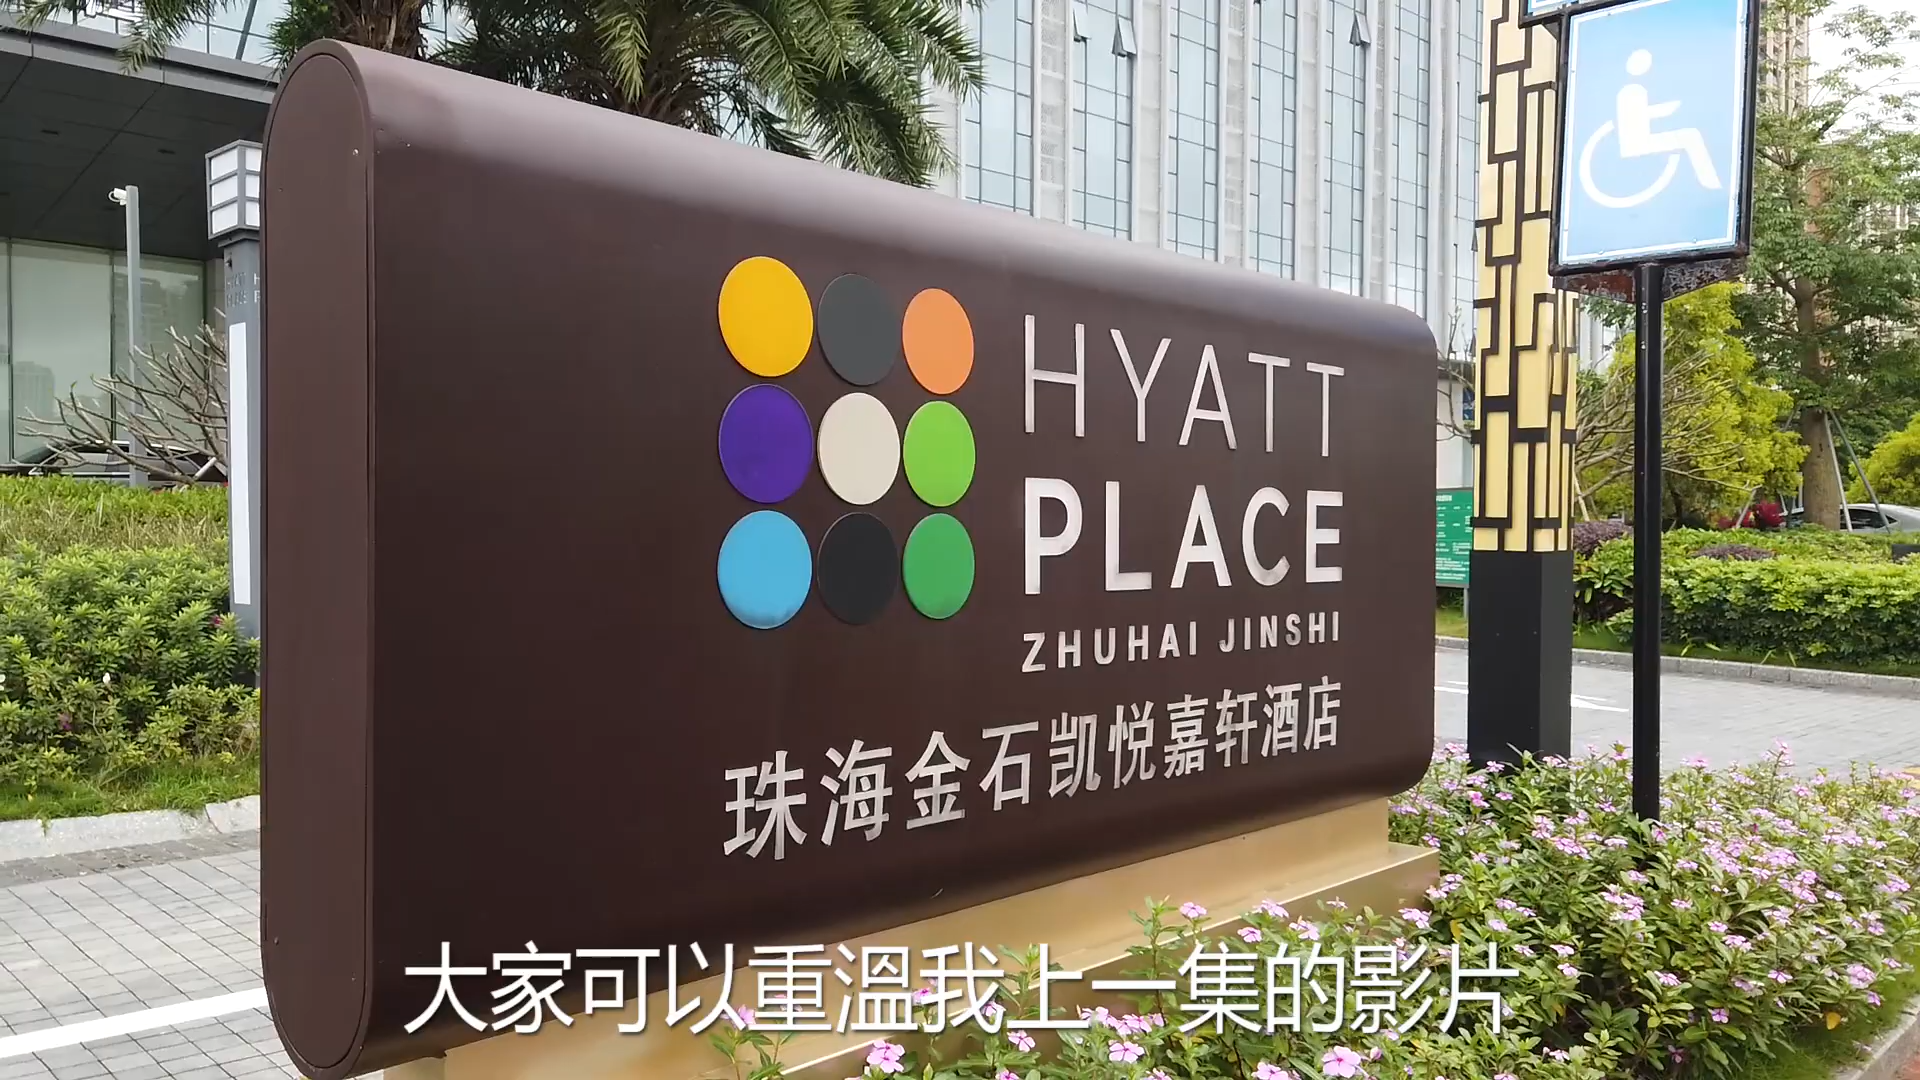 HYATT
PLACE
ZHUHAI JINSHI
珠海金石凯悦嘉轩酒店
大家可以重溫我上一集的影片